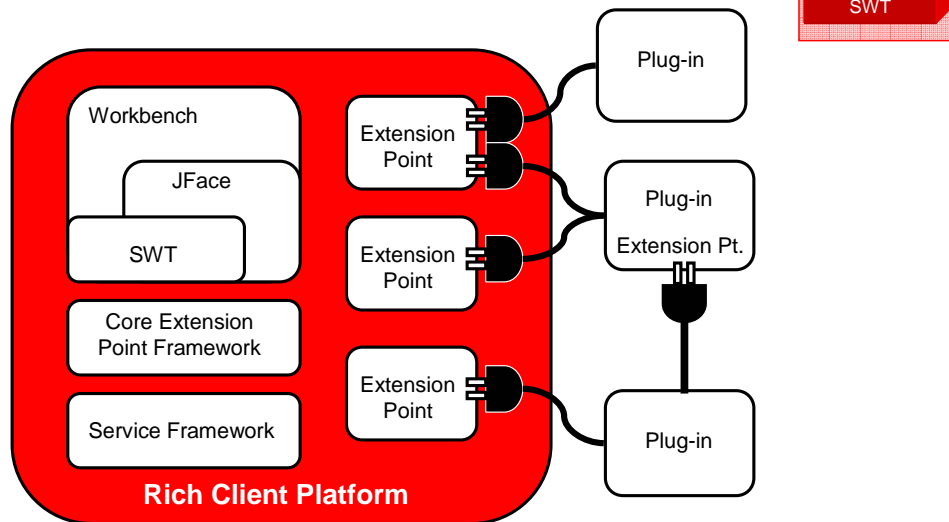 SWT
Plug-in
Workbench
JFace
SWT
Extension
Point
Plug-in
Extension Pt.
Extension
Point
Core Extension
Point Framework
Extension
Point
Service Framework
Plug-in
Rich Client Platform